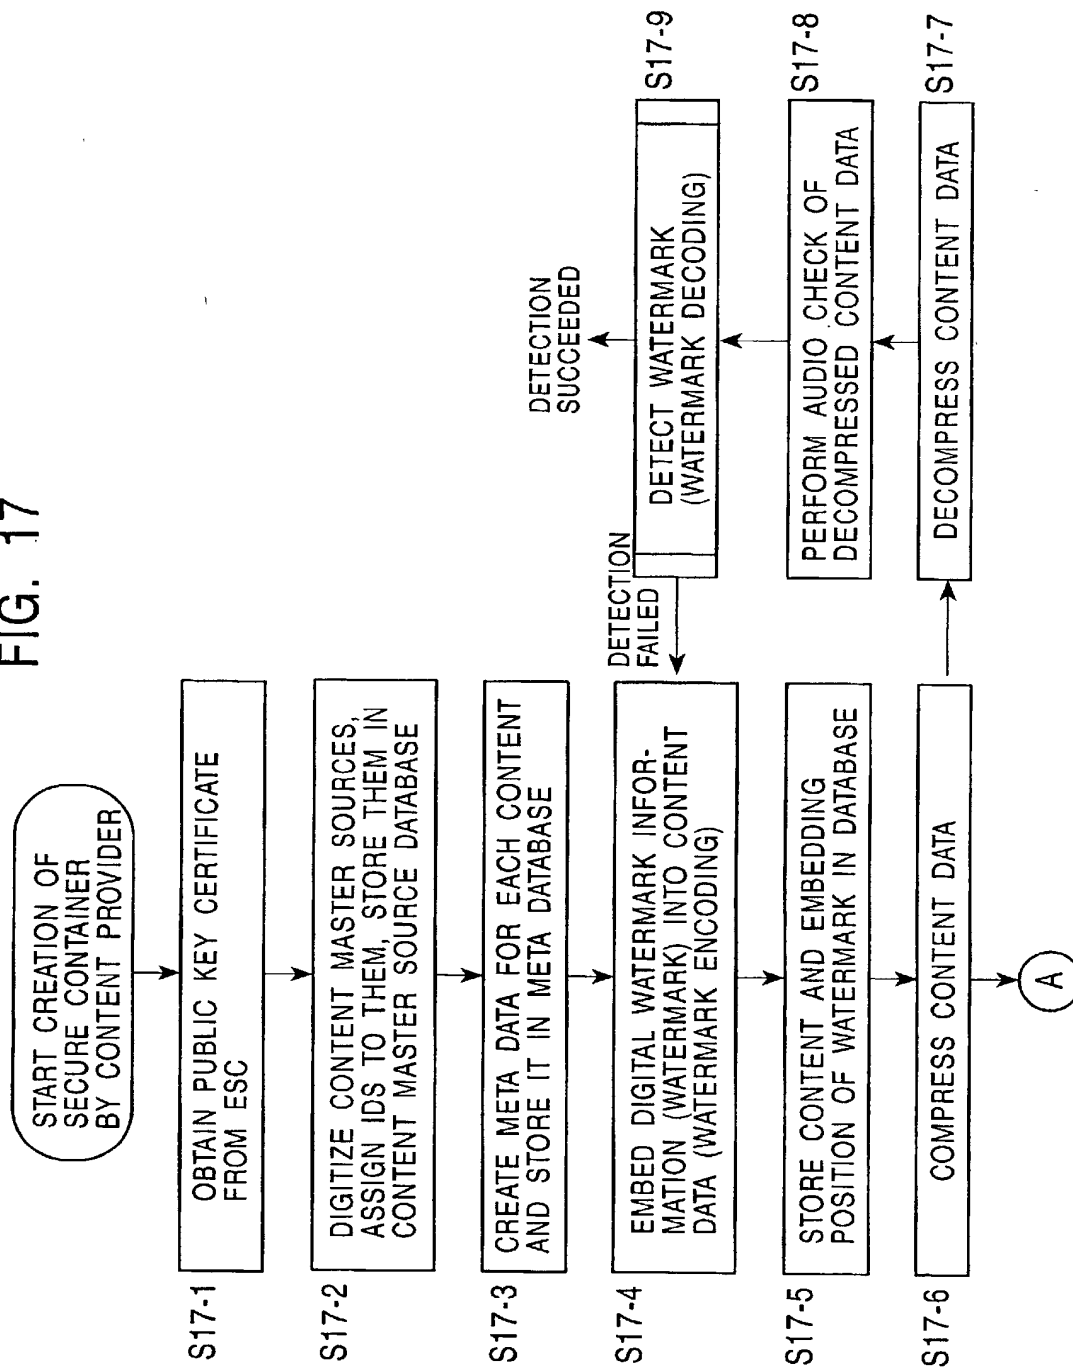 FIG. 17
START CREATION OF
SECURE CONTAINER
BY CONTENT PROVIDER
S17-1
OBTAIN PUBLIC KEY CERTIFICATE
FROM ESC
S17-2
DIGITIZE CONTENT MASTER SOURCES,
ASSIGN IDS TO THEM, STORE THEM IN
CONTENT MASTER SOURCE DATABASE
S17-3
CREATE META DATA FOR EACH CONTENT
AND STORE IT IN META DATABASE
S17-4
EMBED DIGITAL WATERMARK INFOR-
MATION (WATERMARK) INTO CONTENT
DATA (WATERMARK ENCODING)
S17-5
STORE CONTENT AND EMBEDDING
POSITION OF WATERMARK IN DATABASE
S17-6
COMPRESS CONTENT DATA
A
DECOMPRESS CONTENT DATA
S17-7
PERFORM AUDIO CHECK OF
DECOMPRESSED CONTENT DATA
S17-8
DETECT WATERMARK
(WATERMARK DECODING)
S17-9
DETECTION
FAILED
DETECTION
SUCCEEDED